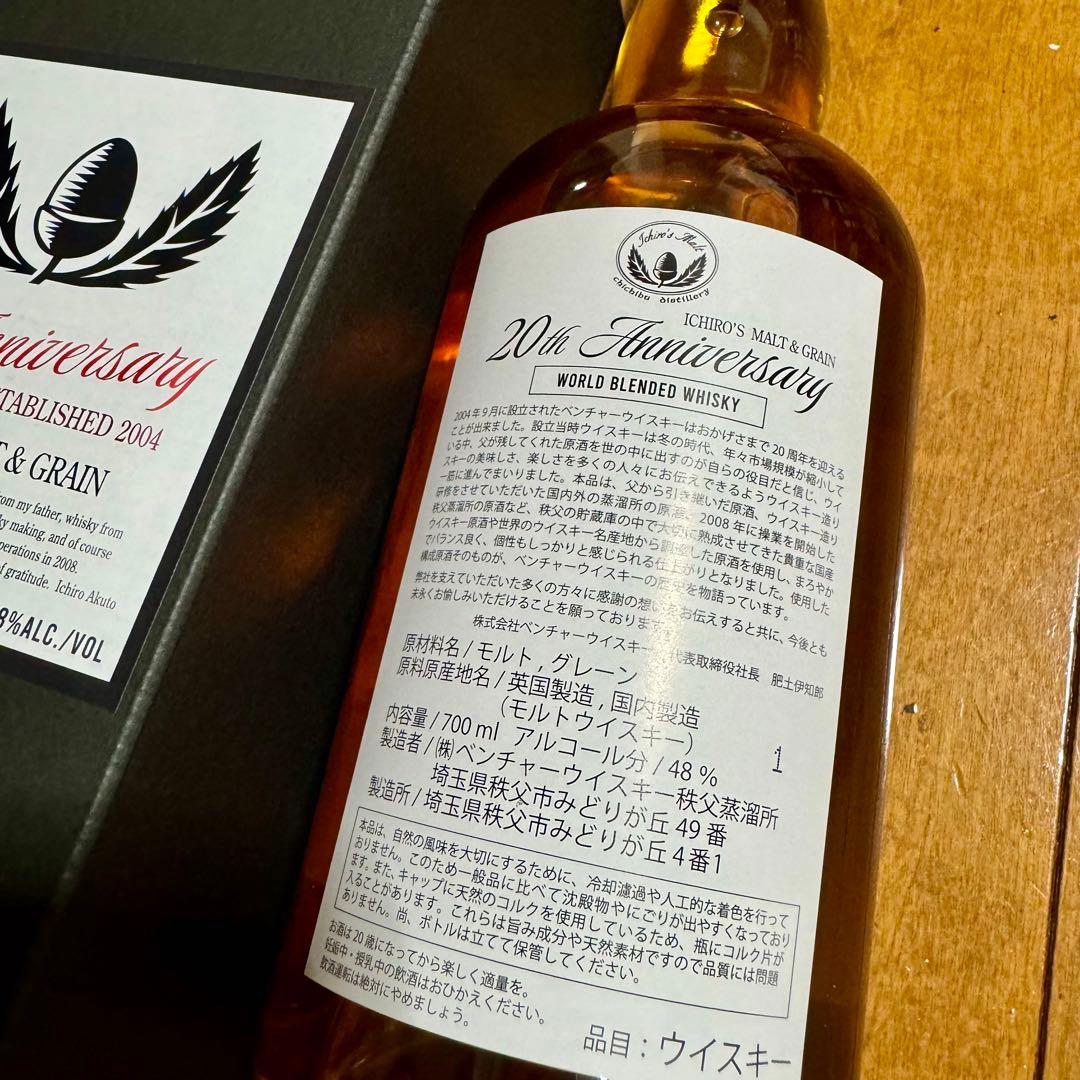 nniversary
STABLISHED 2004
T & GRAIN
rom my father, whisky from
ky making, and of course
perations in 2008.
of gratitude. Ichiro Akuto
8%ALC./VOL
Ichiro's Malt
chichibu distillery
ICHIRO'S MALT & GRAIN
20th Anniversary
WORLD BLENDED WHISKY
2004年9月に設立されたベンチャーウイスキーはおかげさまで20周年を迎える
ことが出来ました。設立当時ウイスキーは冬の時代、年々市場規模が縮小して
いる中、父が残してくれた原酒を世の中に出すのが自らの役目だと信じ、ウイ
スキーの美味しさ、楽しさを多くの人々にお伝えできるようウイスキー造り
一筋に進んでまいりました。本品は、父から引き継いだ原酒、ウイスキー造り
研修をさせていただいた国内外の蒸溜所の原酒、2008年に操業を開始した
秩父蒸溜所の原酒など、秩父の貯蔵庫の中で大切に熟成させてきた貴重な国産
ウイスキー原酒や世界のウイスキー名産地から調達した原酒を使用し、まろやか
でバランス良く、個性もしっかりと感じられる仕上がりとなりました。使用した
構成原酒そのものが、ベンチャーウイスキーの歴史を物語っています。
弊社を支えていただいた多くの方々に感謝の想いをお伝えすると共に、今後とも
末永くお愉しみいただけることを願っております。
株式会社ベンチャーウイスキー 代表取締役社長 肥土伊知郎
原材料名 / モルト , グレーン
原料原産地名 / 英国製造 , 国内製造
(モルトウイスキー)
内容量 / 700 ml アルコール分 / 48 %
1
製造者 / ㈱ベンチャーウイスキー秩父蒸溜所
埼玉県秩父市みどりが丘 49 番
製造所 / 埼玉県秩父市みどりが丘 4 番1
本品は、自然の風味を大切にするために、冷却濾過や人工的な着色を行って
おりません。このため一般品に比べて沈殿物やにごりが出やすくなっており
ます。また、キャップに天然のコルクを使用しているため、瓶にコルク片が
入ることがあります。これらは旨み成分や天然素材ですので品質には問題
ありません。尚、ボトルは立てて保管してください。
お酒は20歳になってから楽しく適量を。
妊娠中・授乳中の飲酒はおひかえください。
飲酒運転は絶対にやめましょう。
品目：ウイスキー